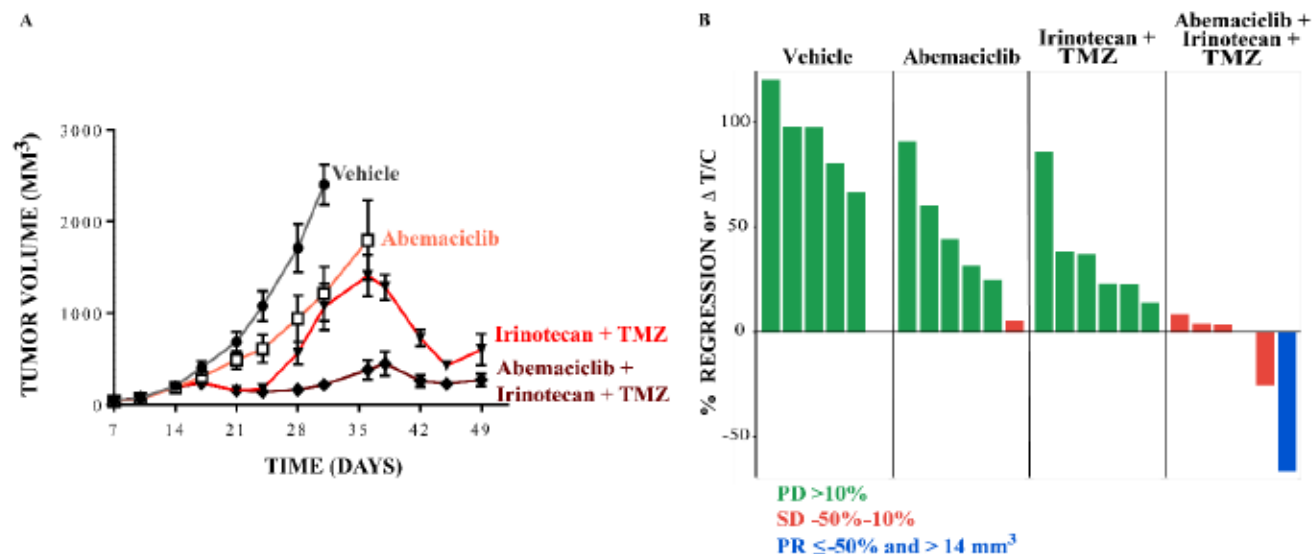 A
TUMOR VOLUME (MM3)
3000
2000
1000
0
7 14 21 28 35 42 49
TIME (DAYS)
Vehicle
Abemaciclib
Irinotecan + TMZ
Abemaciclib +
Irinotecan + TMZ
B
Vehicle
Abemaciclib
Irinotecan +
TMZ
Abemaciclib +
Irinotecan +
TMZ
% REGRESSION or Δ T/C
100
50
0
-50
PD >10%
SD -50%-10%
PR ≤-50% and > 14 mm3